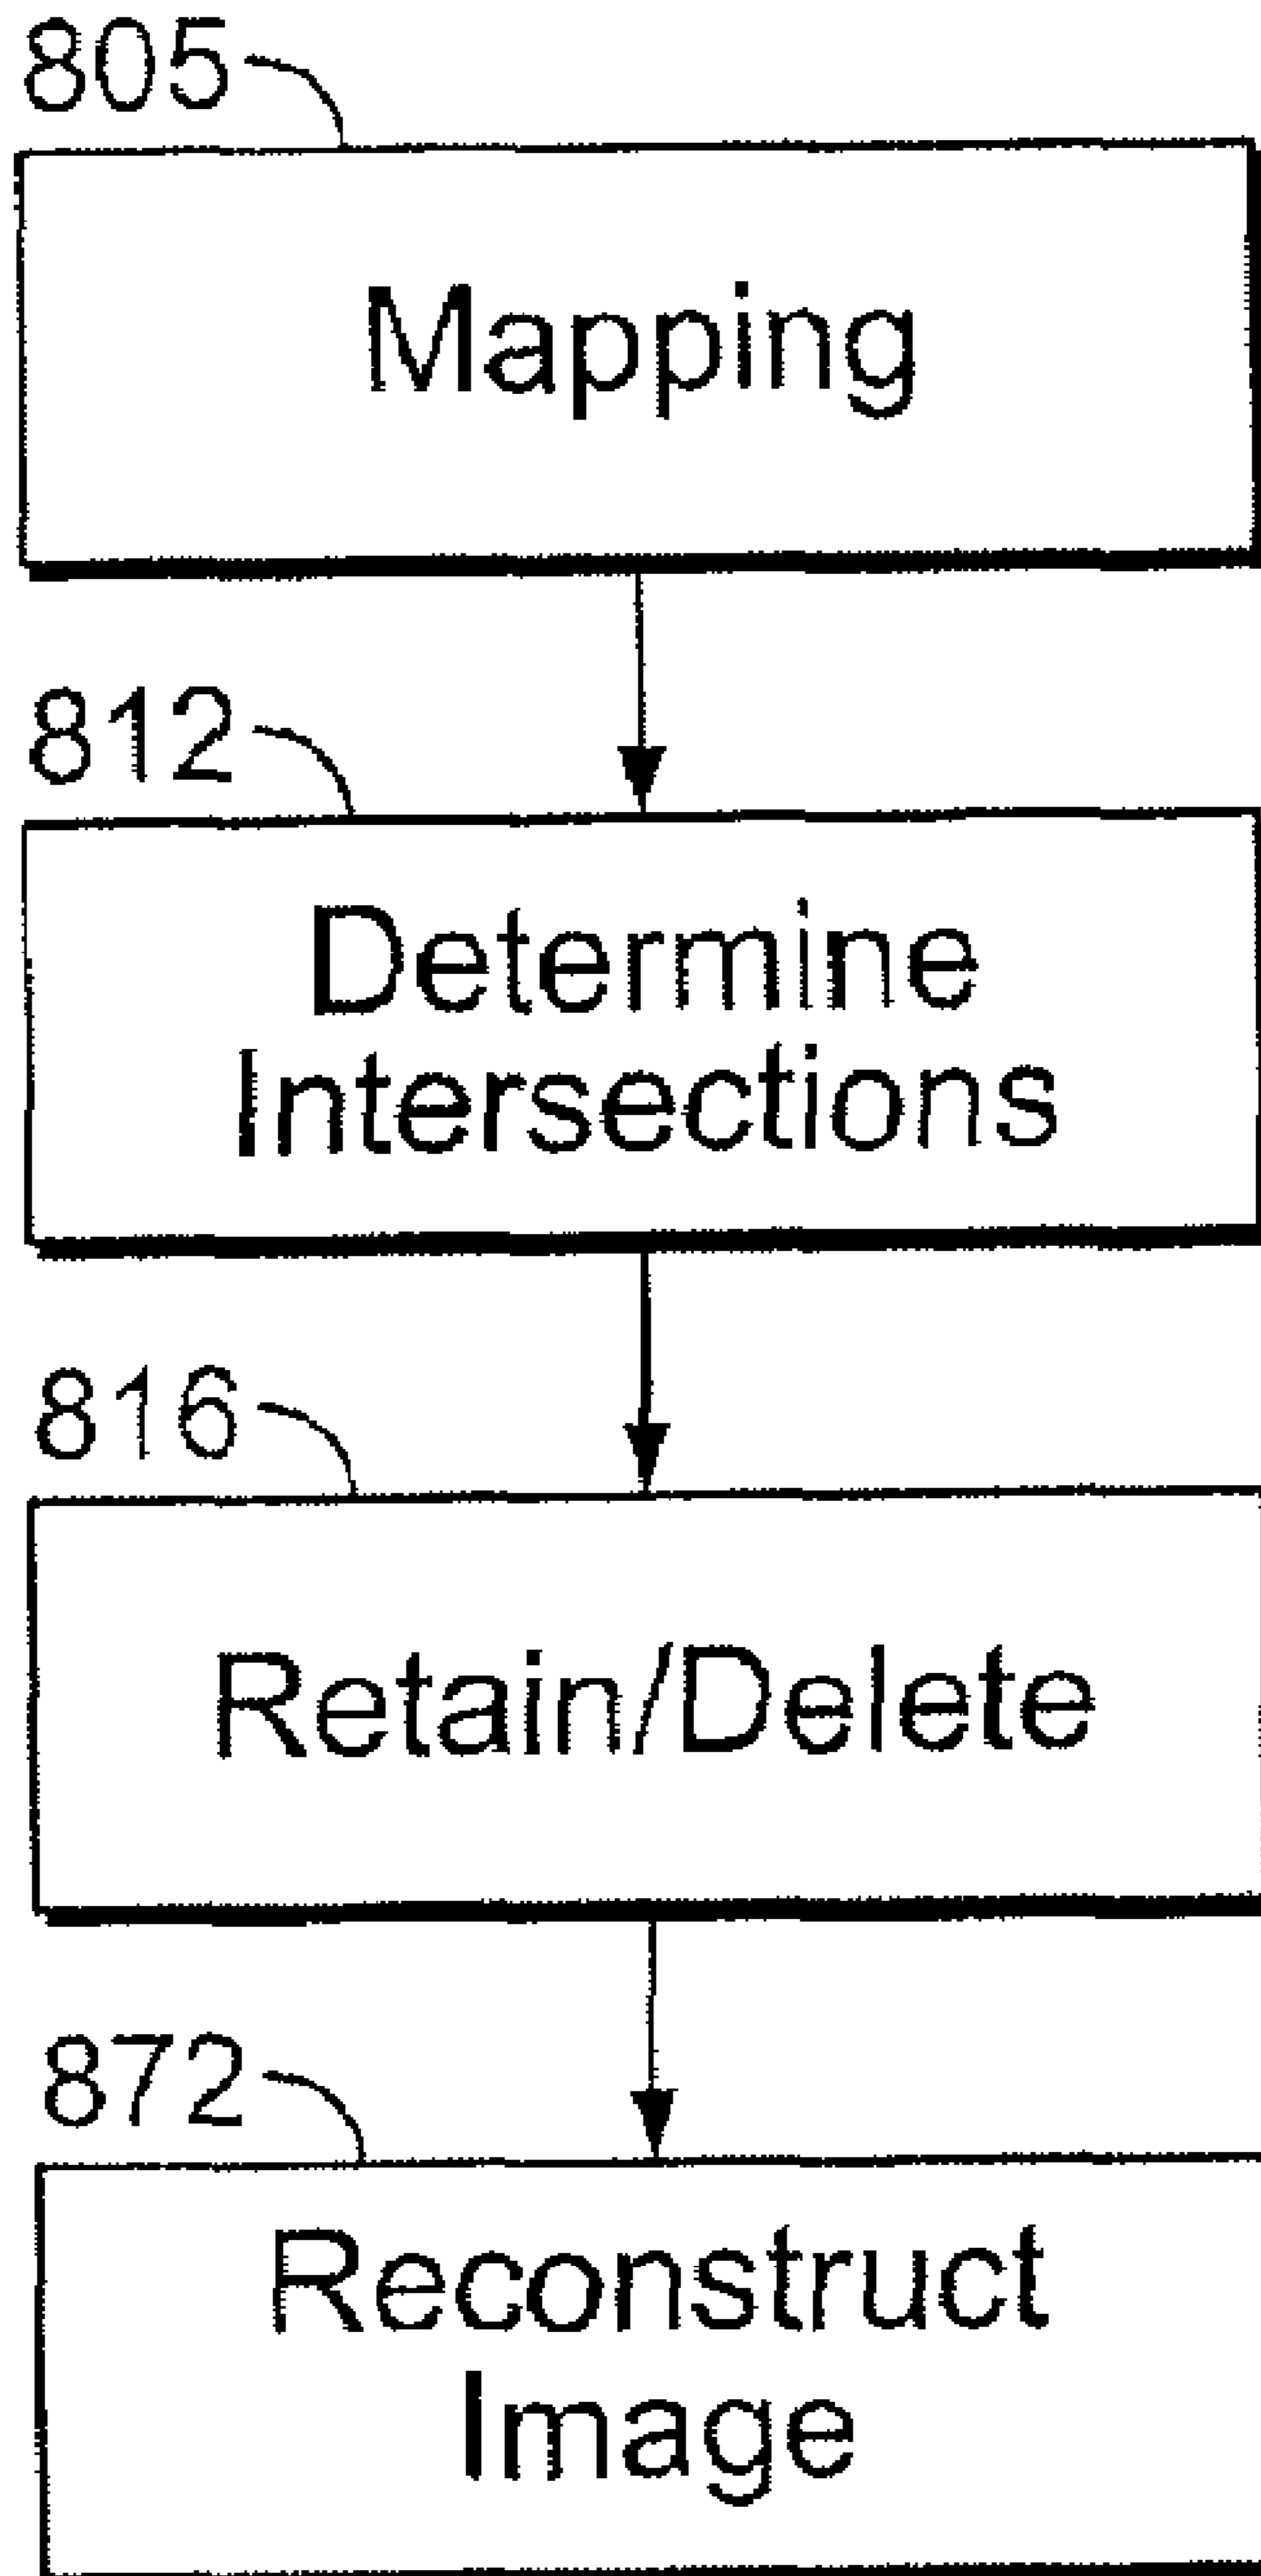 805
Mapping
812
Determine
Intersections
816
Retain/Delete
872
Reconstruct
Image